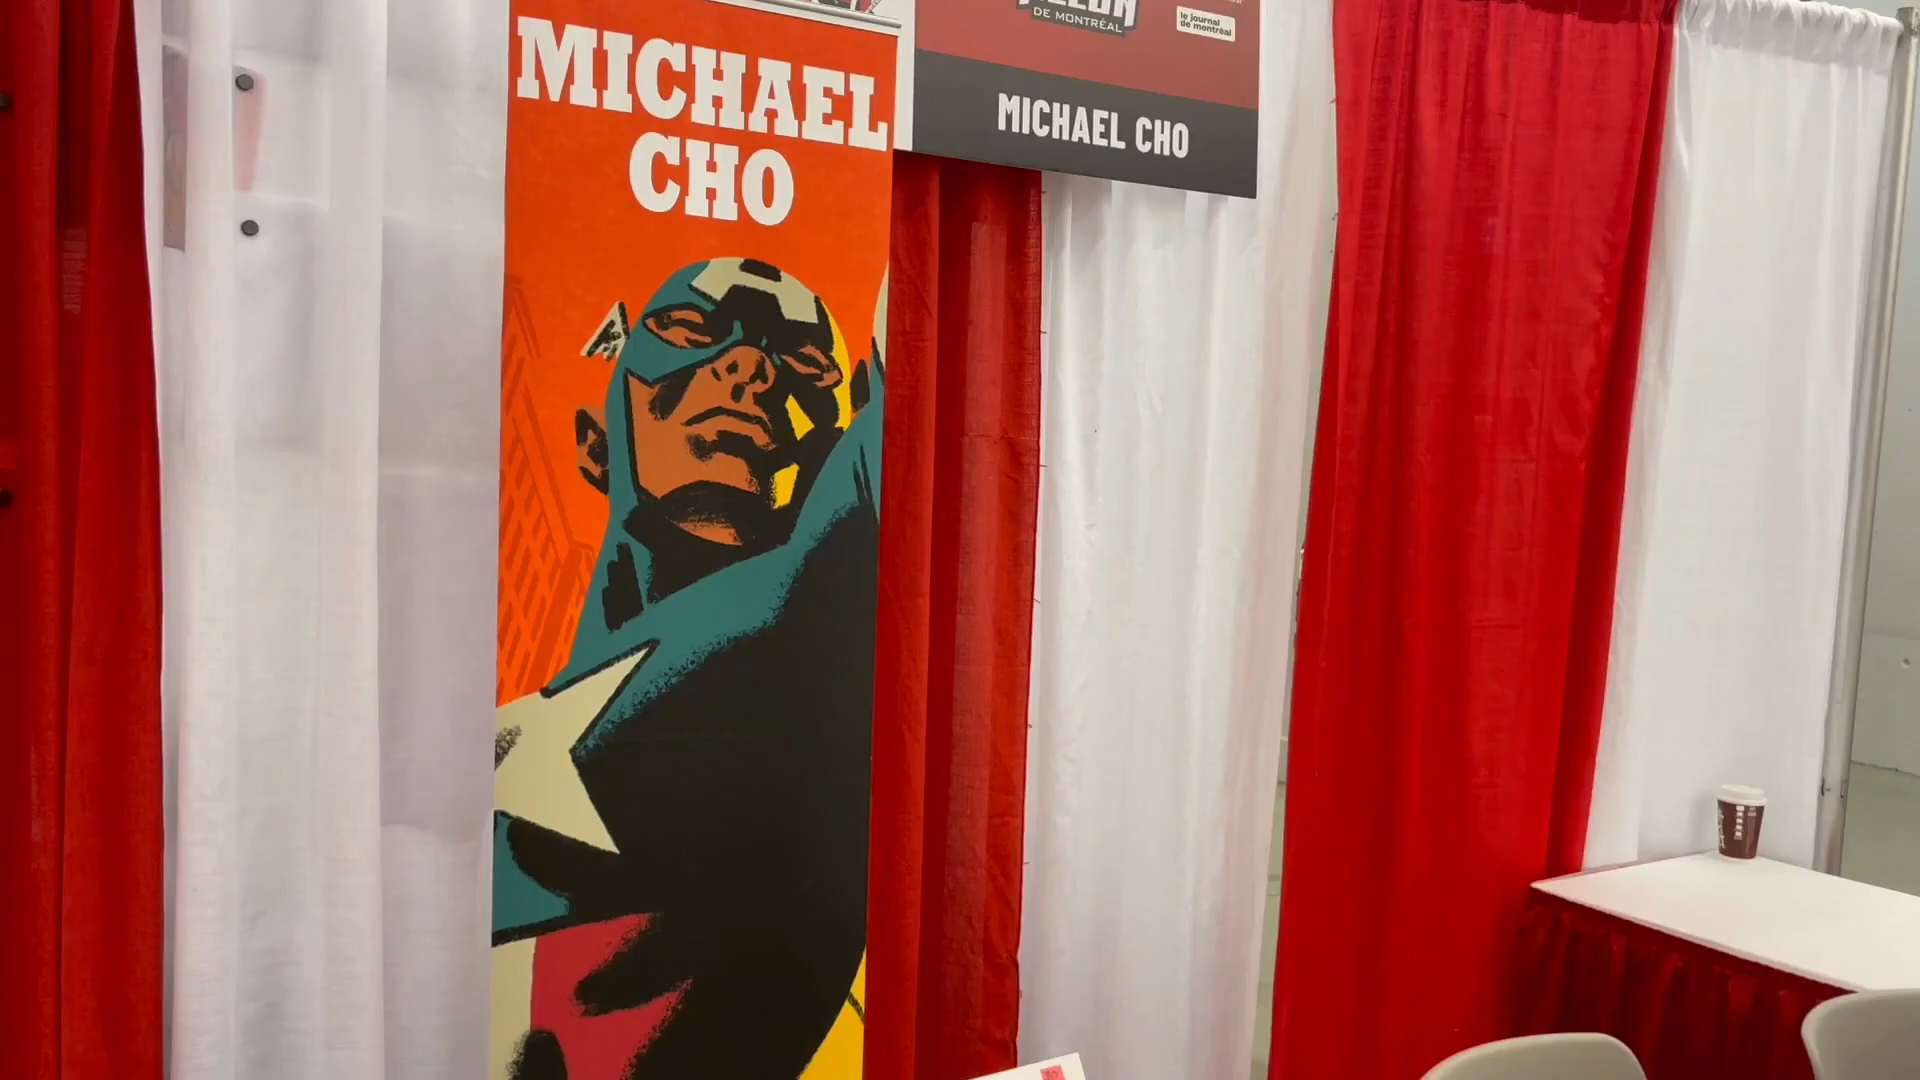 MICHAEL
CHO
DE MONTRÉAL
le journal
de montréal
MICHAEL CHO